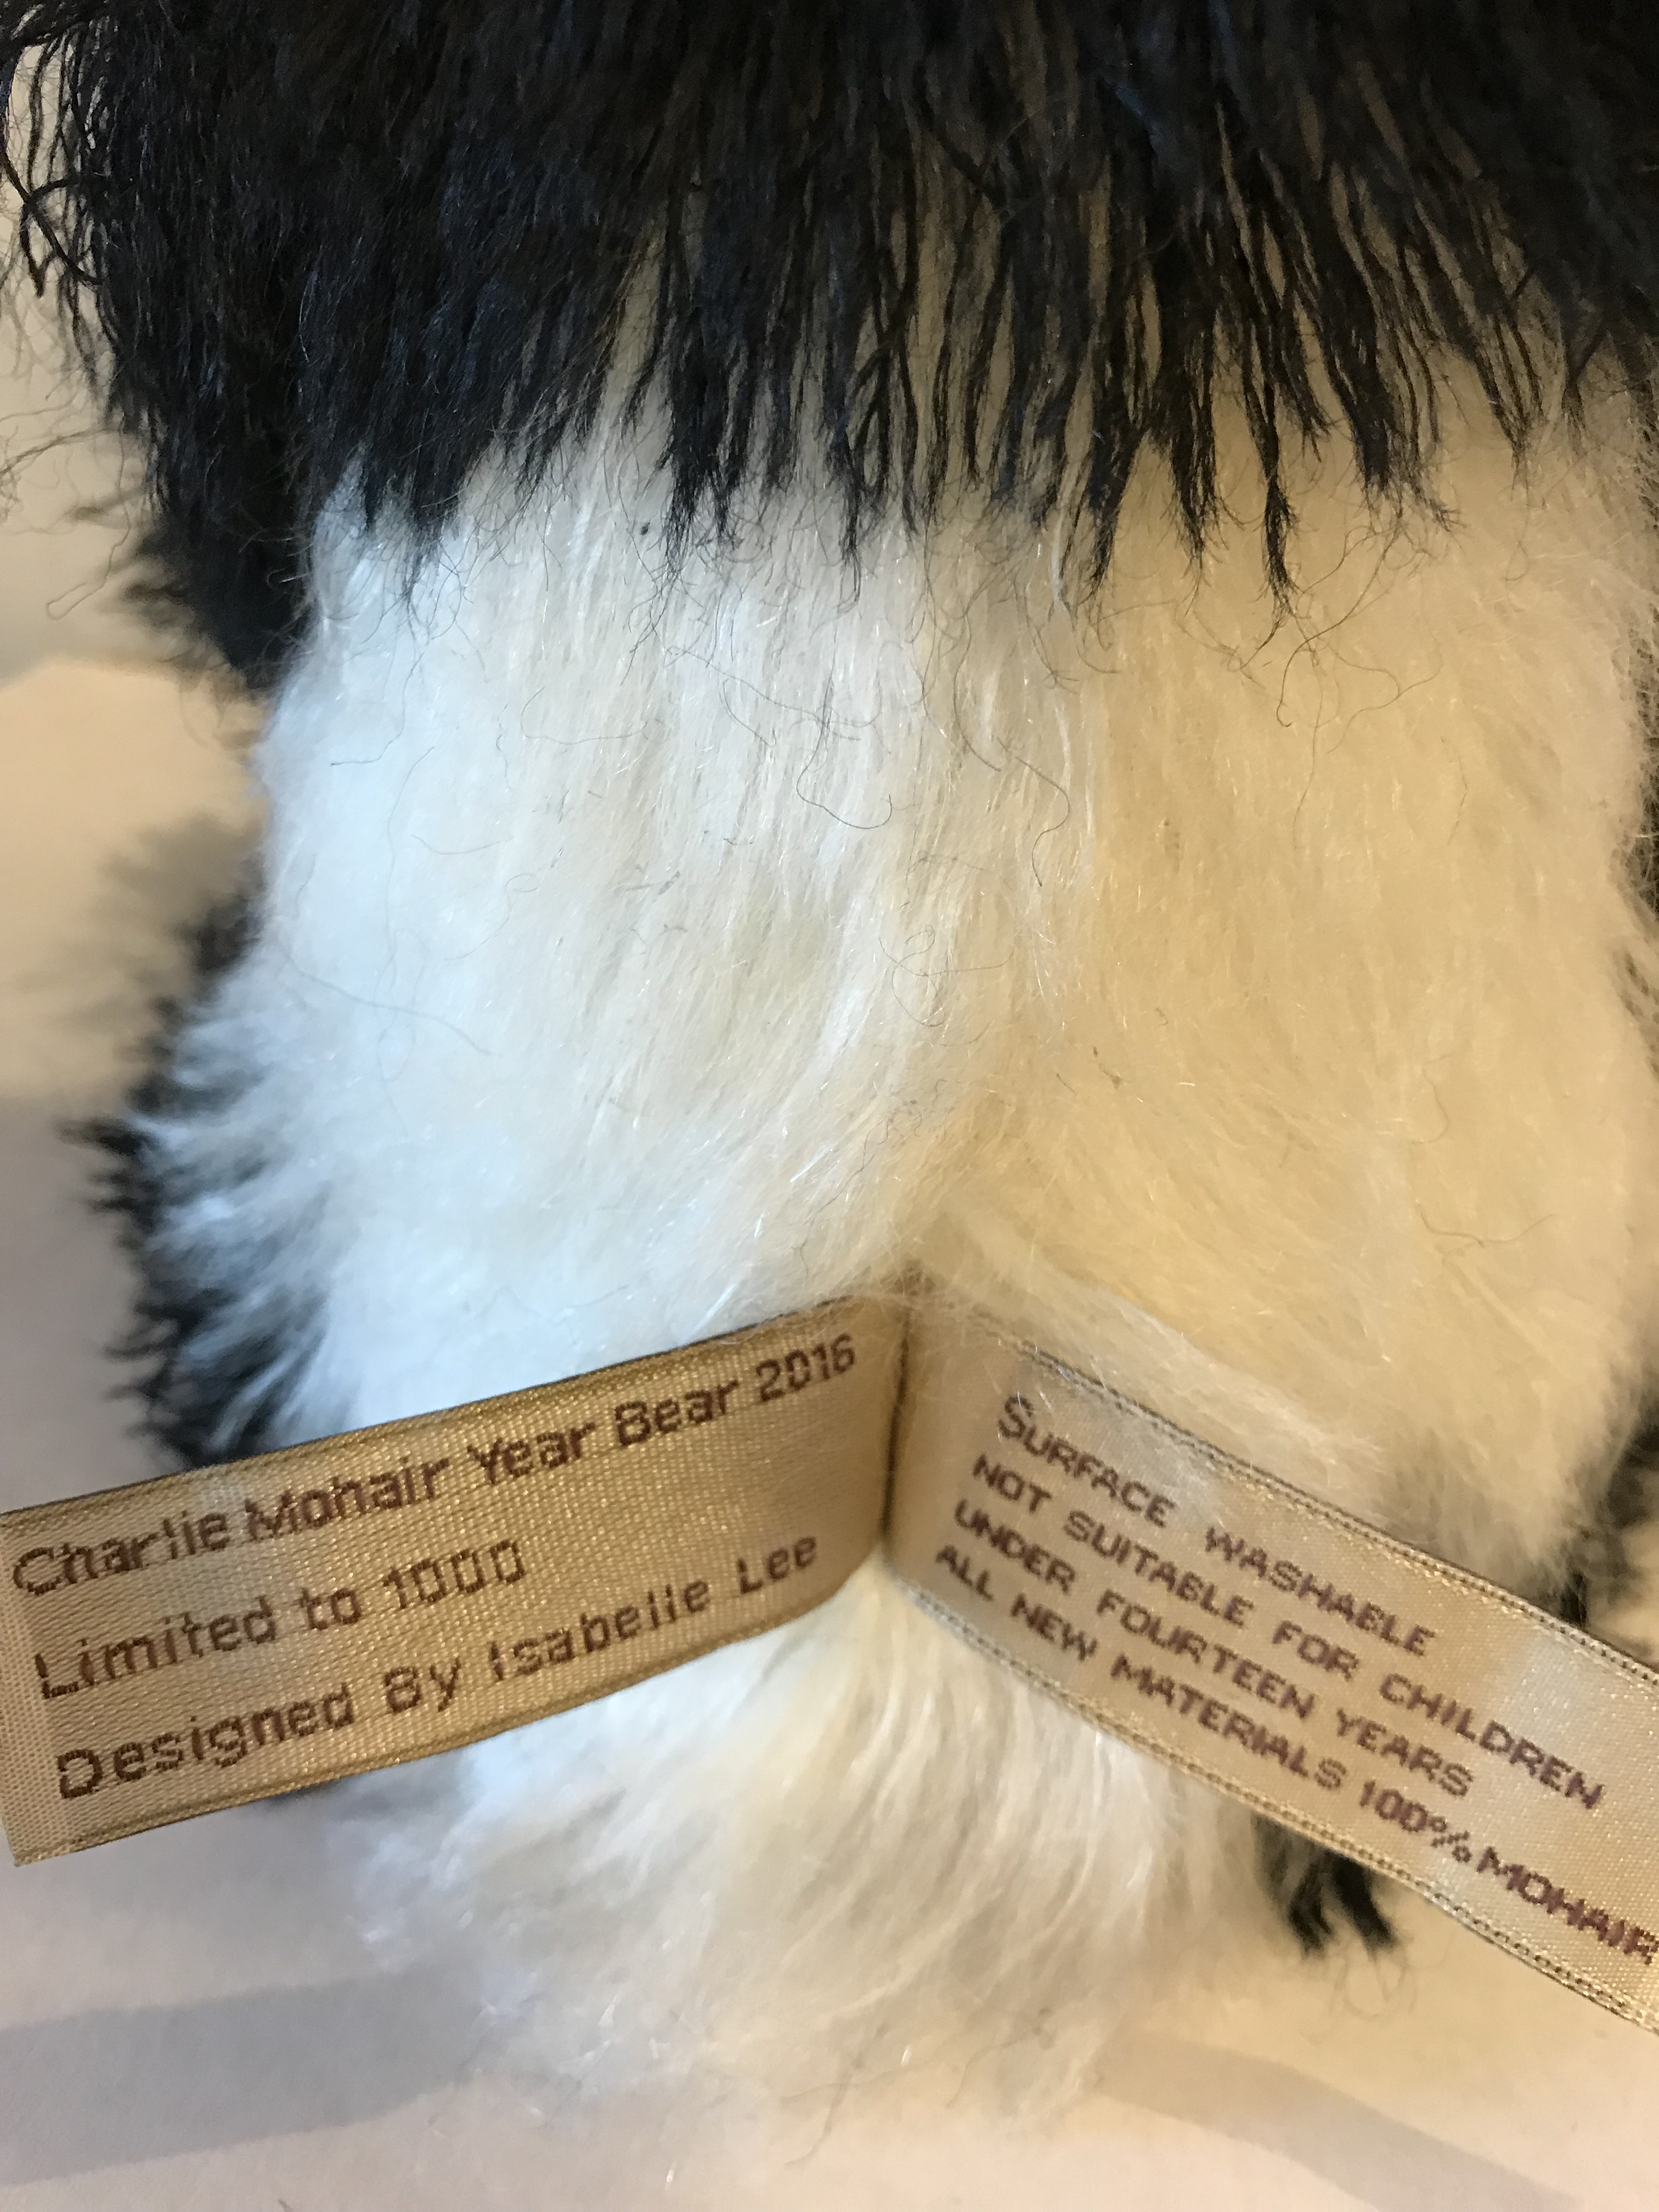 Charlie Mohair Year Bear 2016
Limited to 1000
Designed By Isabelle Lee
SURFACE WASHABLE
NOT SUITABLE FOR CHILDREN
UNDER FOURTEEN YEARS
ALL NEW MATERIALS 100% MOHAIR